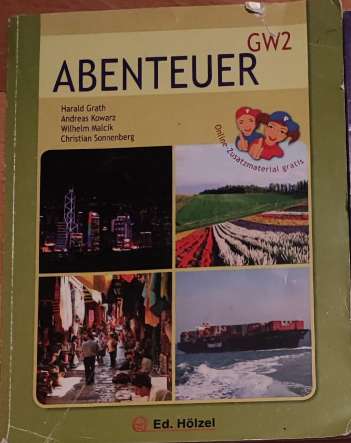 GW2
ABENTEUER
Harald Grath
Andreas Kowarz
Wilhelm Malcik
Christian Sonnenberg
Online-Zusatzmaterial gratis
Ed. Hölzel